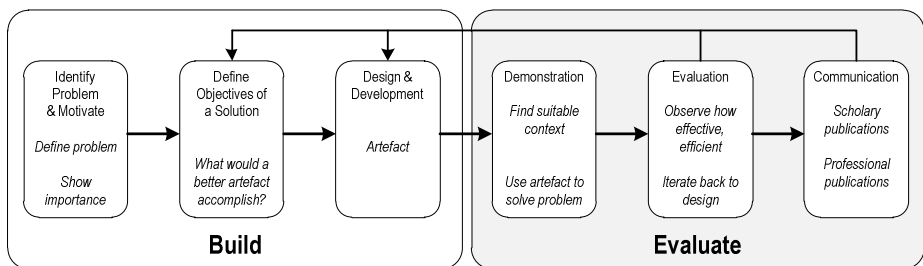 Identify
Problem
& Motivate
Define problem
Show
importance
Define
Objectives of
a Solution
What would a
better artefact
accomplish?
Design &
Development
Artefact
Demonstration
Find suitable
context
Use artefact to
solve problem
Evaluation
Observe how
effective,
efficient
Iterate back to
design
Communication
Scholary
publications
Professional
publications
Build
Evaluate